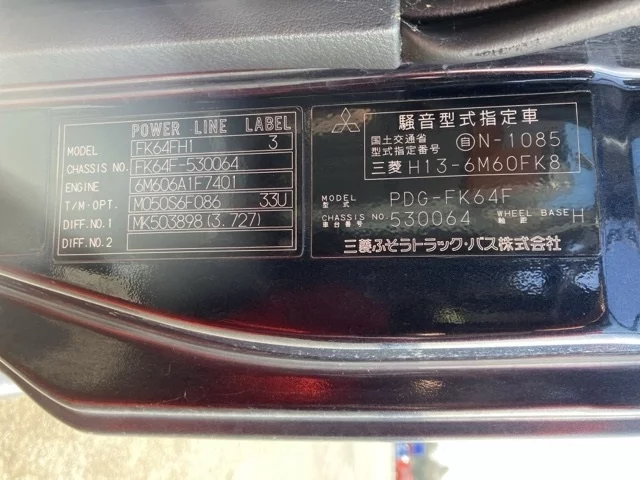 POWER LINE LABEL
MODEL FK64FH1 3
CHASSIS NO. FK64F-530064
ENGINE 6M606A1F7401
T/M・OPT. M050S6F086 33U
DIFF.NO.1 MK503898(3.727)
DIFF.NO.2
騒音型式指定車
国土交通省
型式指定番号 自N-1085
三菱 H13-6M60FK8
MODEL
型式 PDG-FK64F
CHASSIS NO.
車台番号 530064
WHEEL BASE
軸距 H
三菱ふそうトラック・バス株式会社